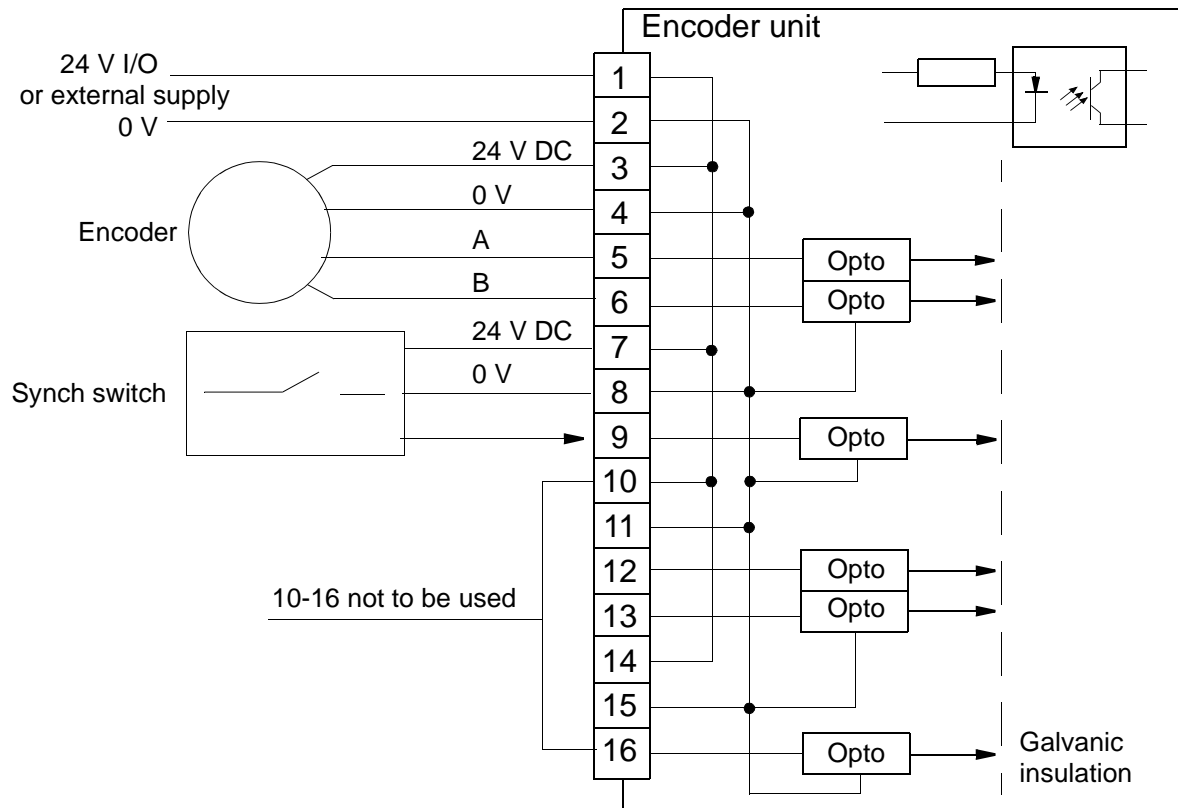 Encoder unit
24 V I/O
or external supply
0 V
24 V DC
0 V
A
B
Encoder
24 V DC
0 V
Synch switch
10-16 not to be used
1
2
3
4
5
6
7
8
9
10
11
12
13
14
15
16
Opto
Opto
Opto
Opto
Opto
Opto
Galvanic
insulation